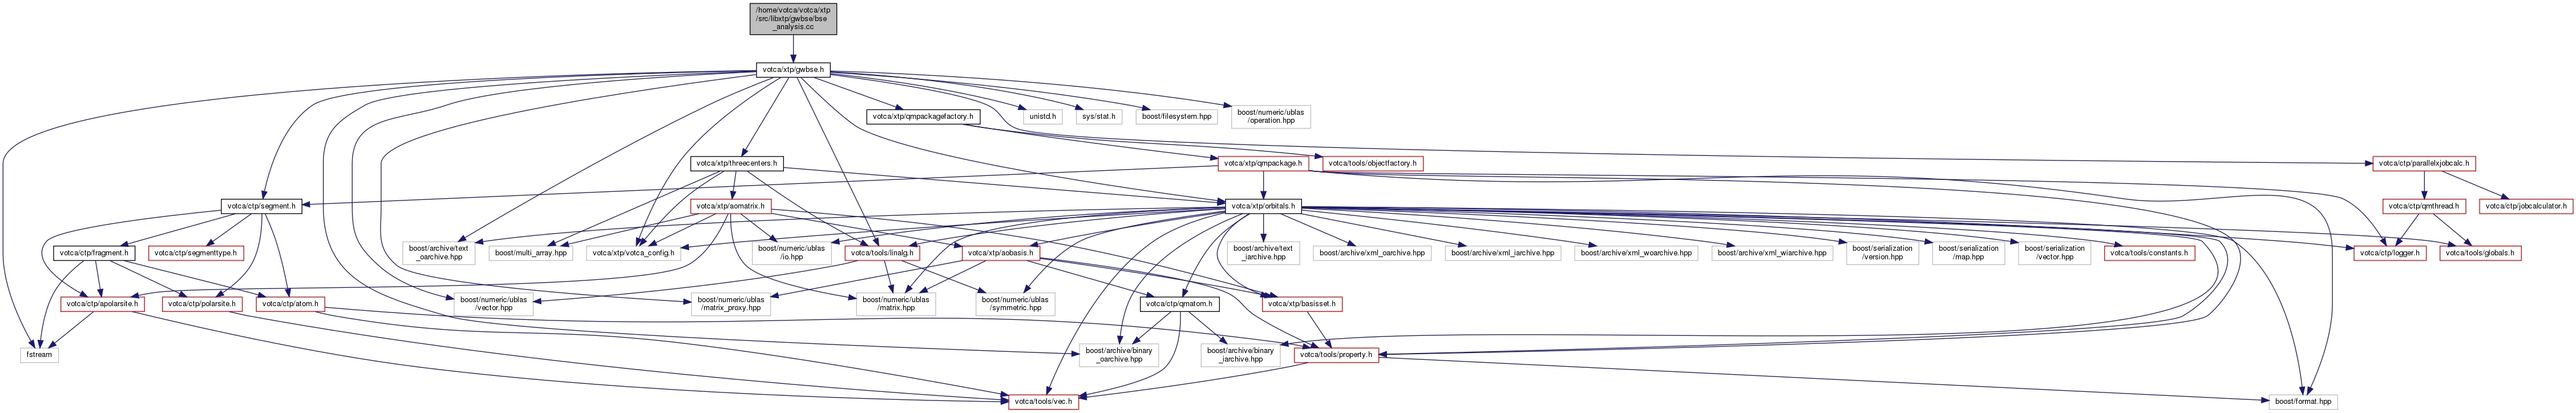 /home/votca/votca/xtp
/src/libxtp/gwbse/bse
_analysis.cc
votca/xtp/gwbse.h
votca/xtp/qmpackagefactory.h
unistd.h
sys/stat.h
boost/filesystem.hpp
boost/numeric/ublas
/operation.hpp
votca/xtp/threecenters.h
votca/xtp/qmpackage.h
votca/tools/objectfactory.h
votca/ctp/parallelxjobcalc.h
votca/ctp/segment.h
votca/xtp/aomatrix.h
votca/xtp/orbitals.h
votca/ctp/qmthread.h
votca/ctp/jobcalculator.h
votca/ctp/fragment.h
votca/ctp/segmenttype.h
boost/archive/text
_oarchive.hpp
boost/multi_array.hpp
votca/xtp/votca_config.h
boost/numeric/ublas
/io.hpp
votca/tools/linalg.h
votca/xtp/aobasis.h
boost/archive/text
_iarchive.hpp
boost/archive/xml_oarchive.hpp
boost/archive/xml_iarchive.hpp
boost/archive/xml_woarchive.hpp
boost/archive/xml_wiarchive.hpp
boost/serialization
/version.hpp
boost/serialization
/map.hpp
boost/serialization
/vector.hpp
votca/tools/constants.h
votca/ctp/logger.h
votca/tools/globals.h
votca/ctp/apolarsite.h
votca/ctp/polarsite.h
votca/ctp/atom.h
boost/numeric/ublas
/vector.hpp
boost/numeric/ublas
/matrix_proxy.hpp
boost/numeric/ublas
/matrix.hpp
boost/numeric/ublas
/symmetric.hpp
votca/ctp/qmatom.h
votca/xtp/basisset.h
fstream
boost/archive/binary
_oarchive.hpp
boost/archive/binary
_iarchive.hpp
votca/tools/property.h
votca/tools/vec.h
boost/format.hpp